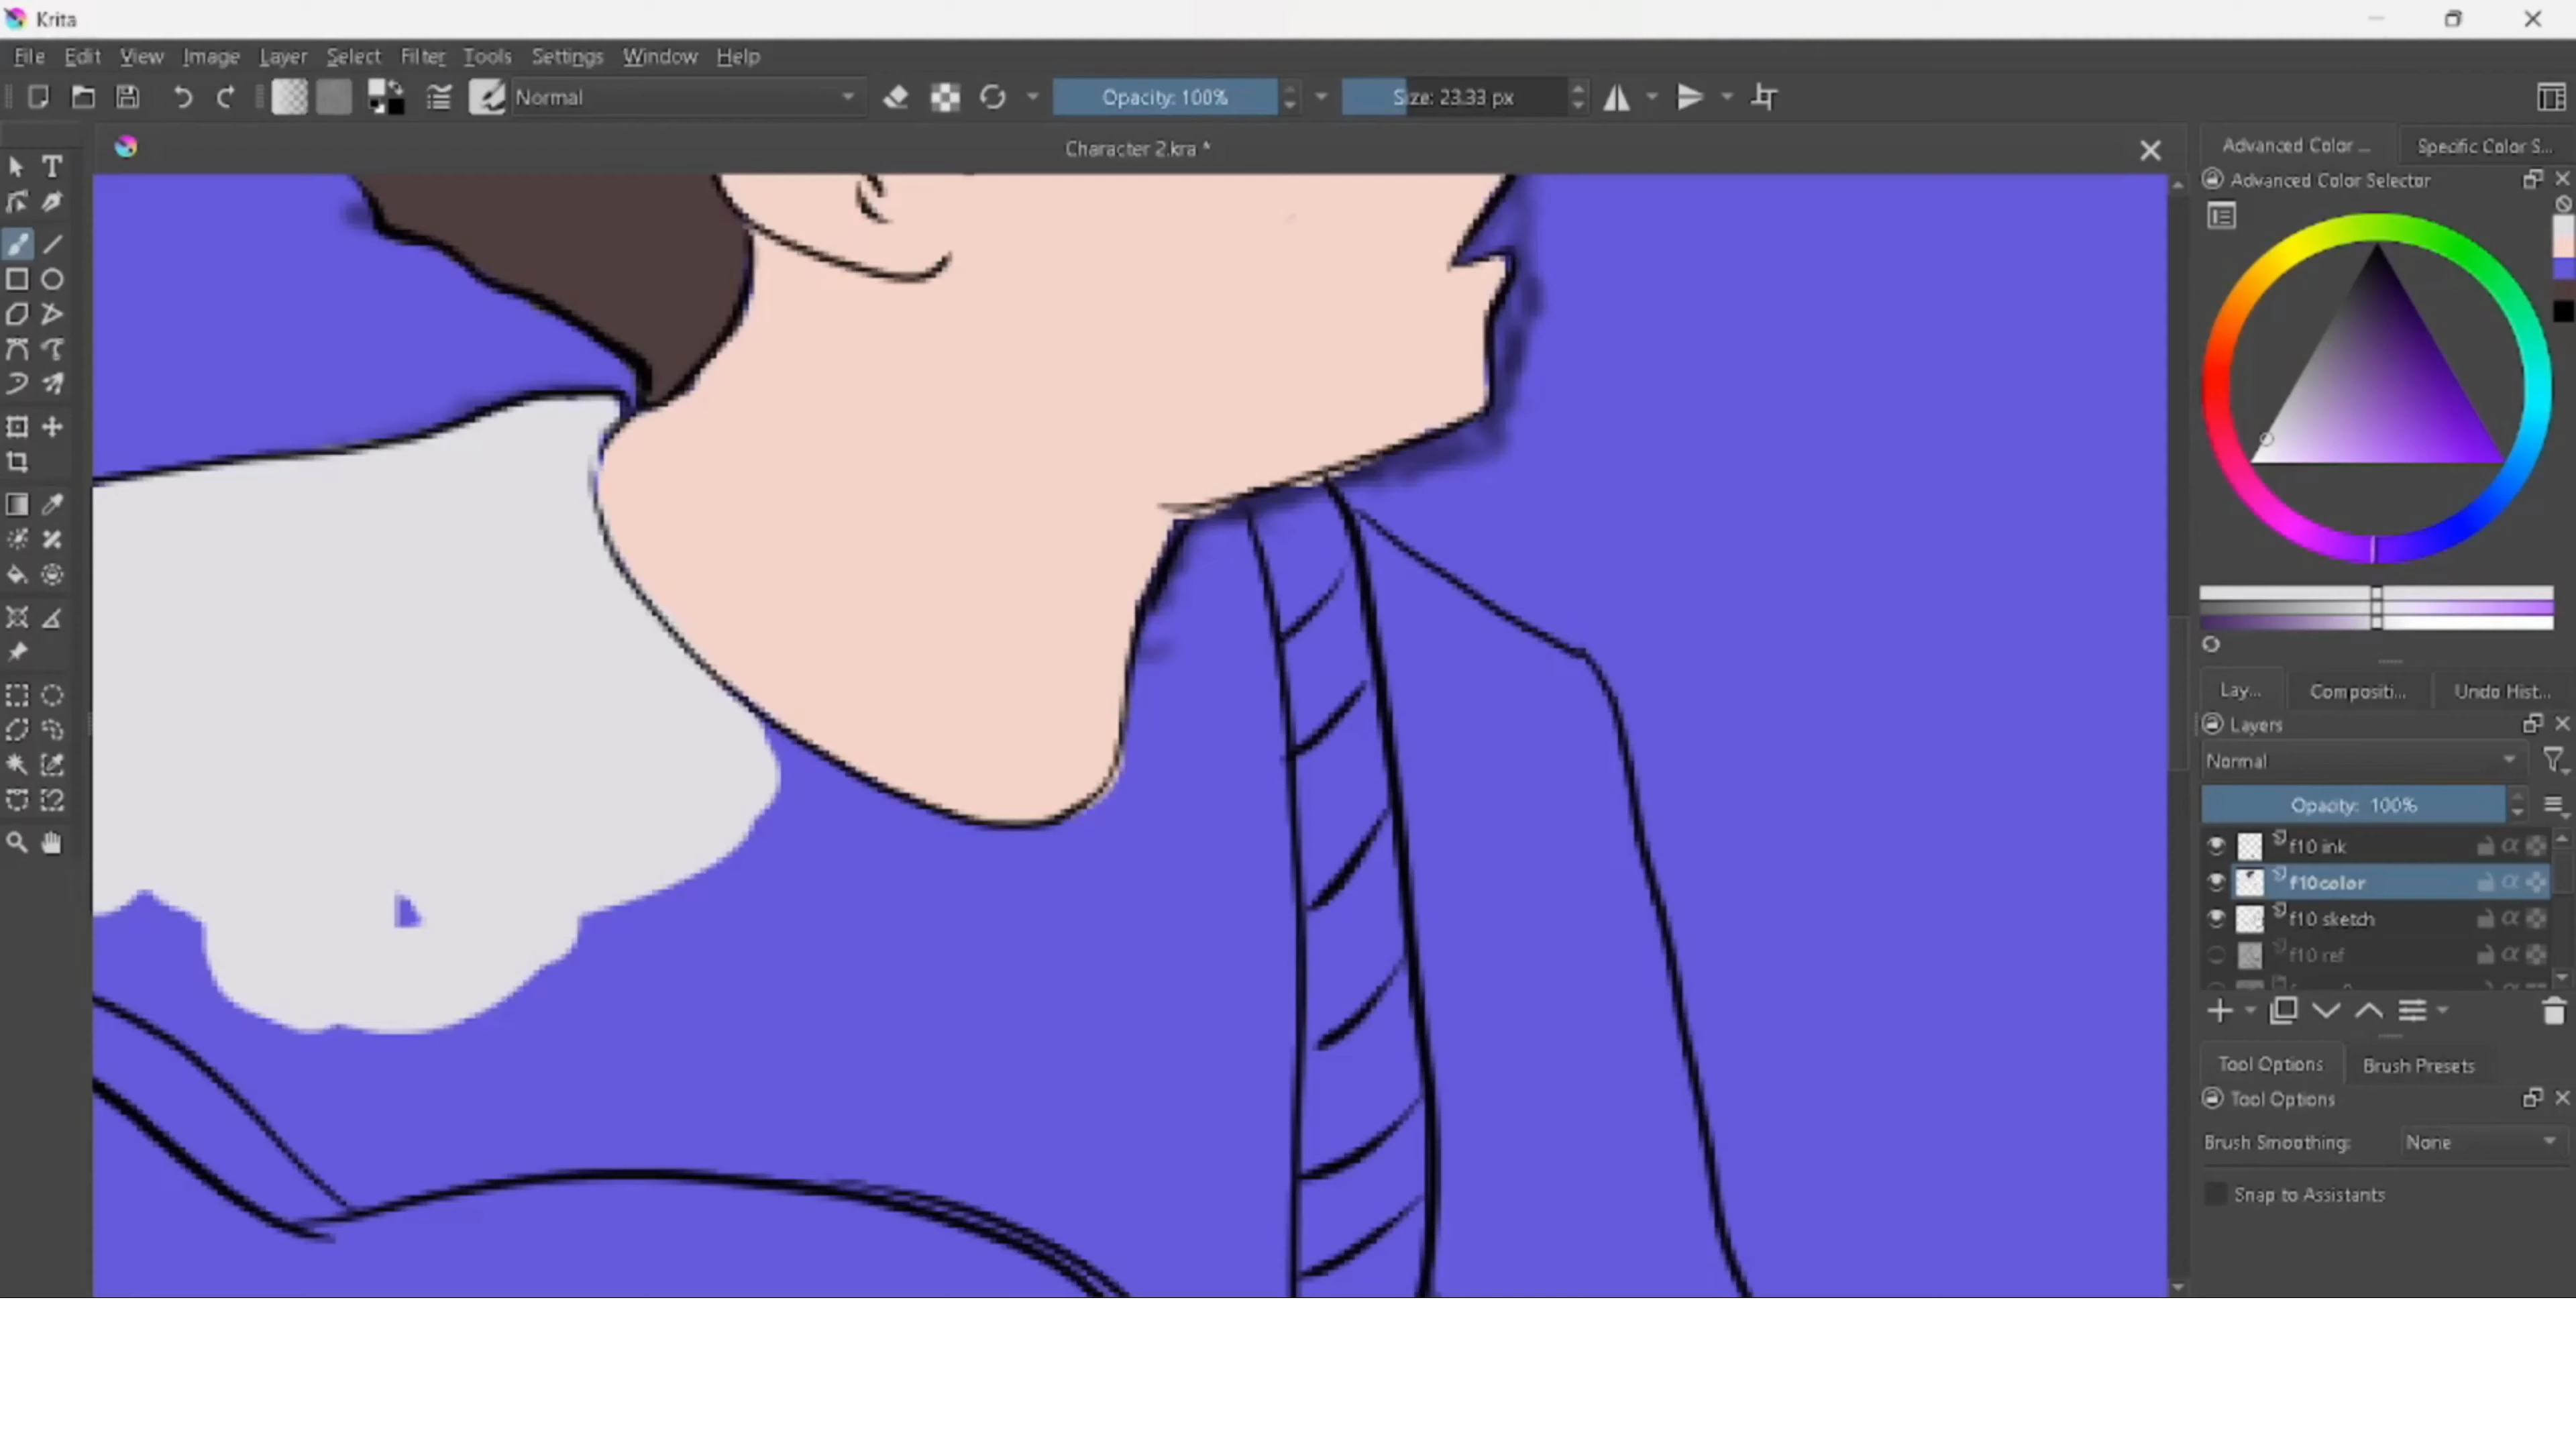 Krita
File Edit View Image Layer Select Filter Tools Settings Window Help
Normal Opacity: 100% Size: 23.33 px
Character 2.kra *
Advanced Color ... Specific Color S...
Advanced Color Selector
Lay... Compositi... Undo Hist...
Layers
Normal
Opacity: 100%
f10 ink
f10color
f10 sketch
f10 ref
Tool Options Brush Presets
Tool Options
Brush Smoothing: None
Snap to Assistants